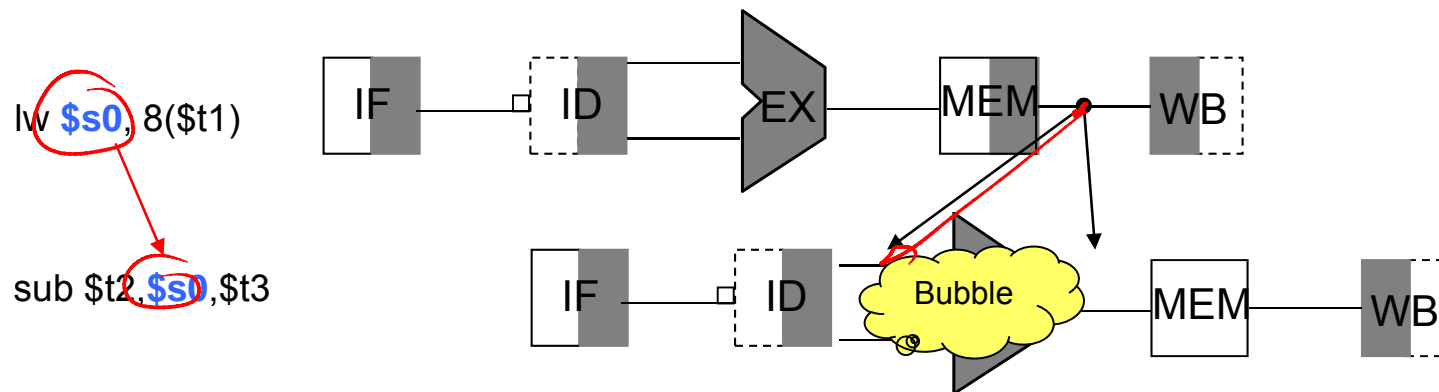 IF ID EX MEM WB
lw $s0, 8($t1)
sub $t2,$s0,$t3
IF ID Bubble MEM WB